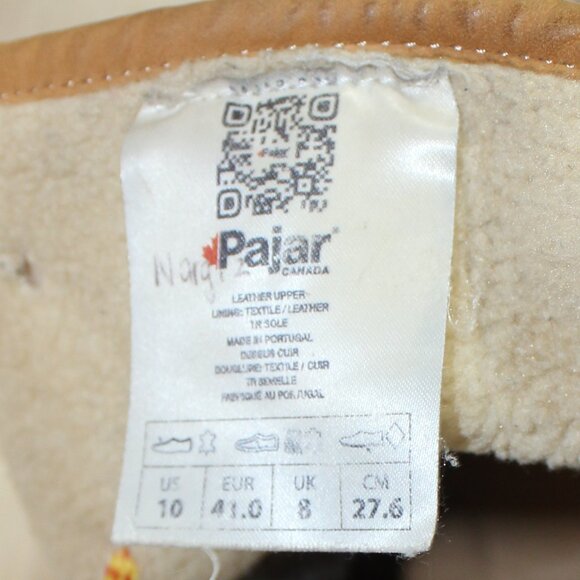 Pajar
Pajar®
CANADA
LEATHER UPPER
LINING: TEXTILE / LEATHER
TR SOLE
MADE IN PORTUGAL
DESSUS CUIR
DOUBLURE: TEXTILE / CUIR
TR SEMELLE
FABRIQUÉ AU PORTUGAL
US EUR UK CM
10 41.0 8 27.6